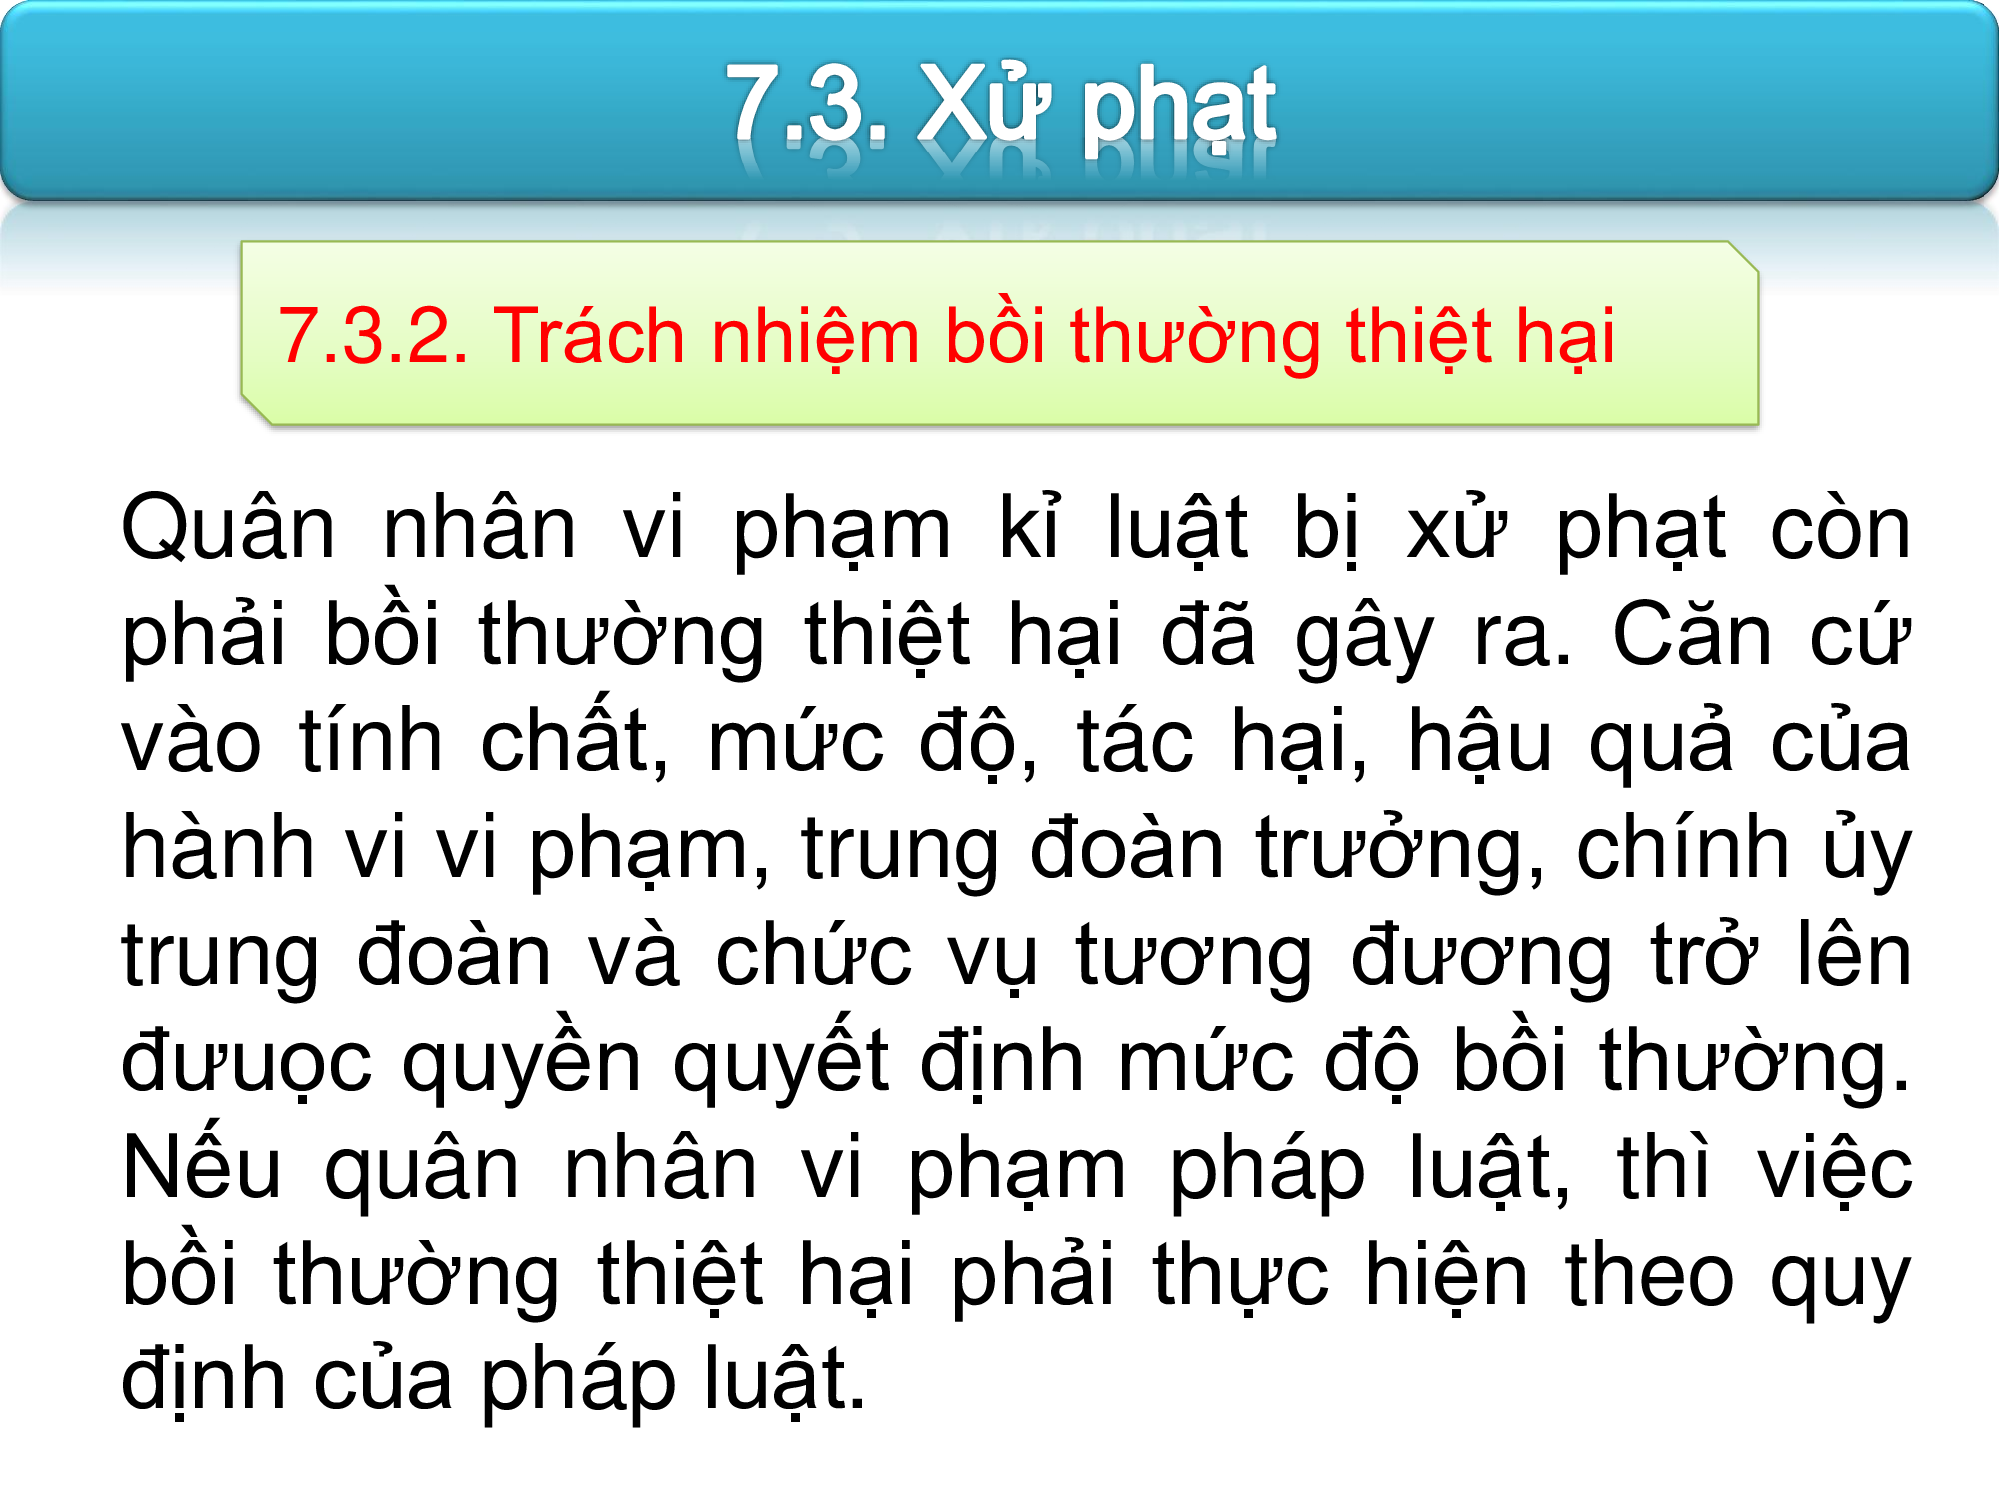 7.3. Xử phạt
7.3.2. Trách nhiệm bồi thường thiệt hại
Quân nhân vi phạm kỉ luật bị xử phạt còn
phải bồi thường thiệt hại đã gây ra. Căn cứ
vào tính chất, mức độ, tác hại, hậu quả của
hành vi vi phạm, trung đoàn trưởng, chính ủy
trung đoàn và chức vụ tương đương trở lên
đưuọc quyền quyết định mức độ bồi thường.
Nếu quân nhân vi phạm pháp luật, thì việc
bồi thường thiệt hại phải thực hiện theo quy
định của pháp luật.